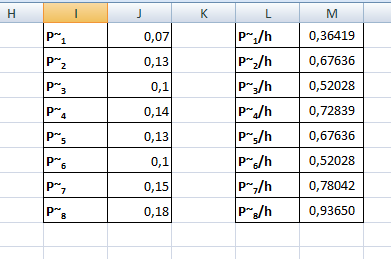 H I J K L M
P~₁ 0,07 P~₁/h 0,36419
P~₂ 0,13 P~₂/h 0,67636
P~₃ 0,1 P~₃/h 0,52028
P~₄ 0,14 P~₄/h 0,72839
P~₅ 0,13 P~₅/h 0,67636
P~₆ 0,1 P~₆/h 0,52028
P~₇ 0,15 P~₇/h 0,78042
P~₈ 0,18 P~₈/h 0,93650